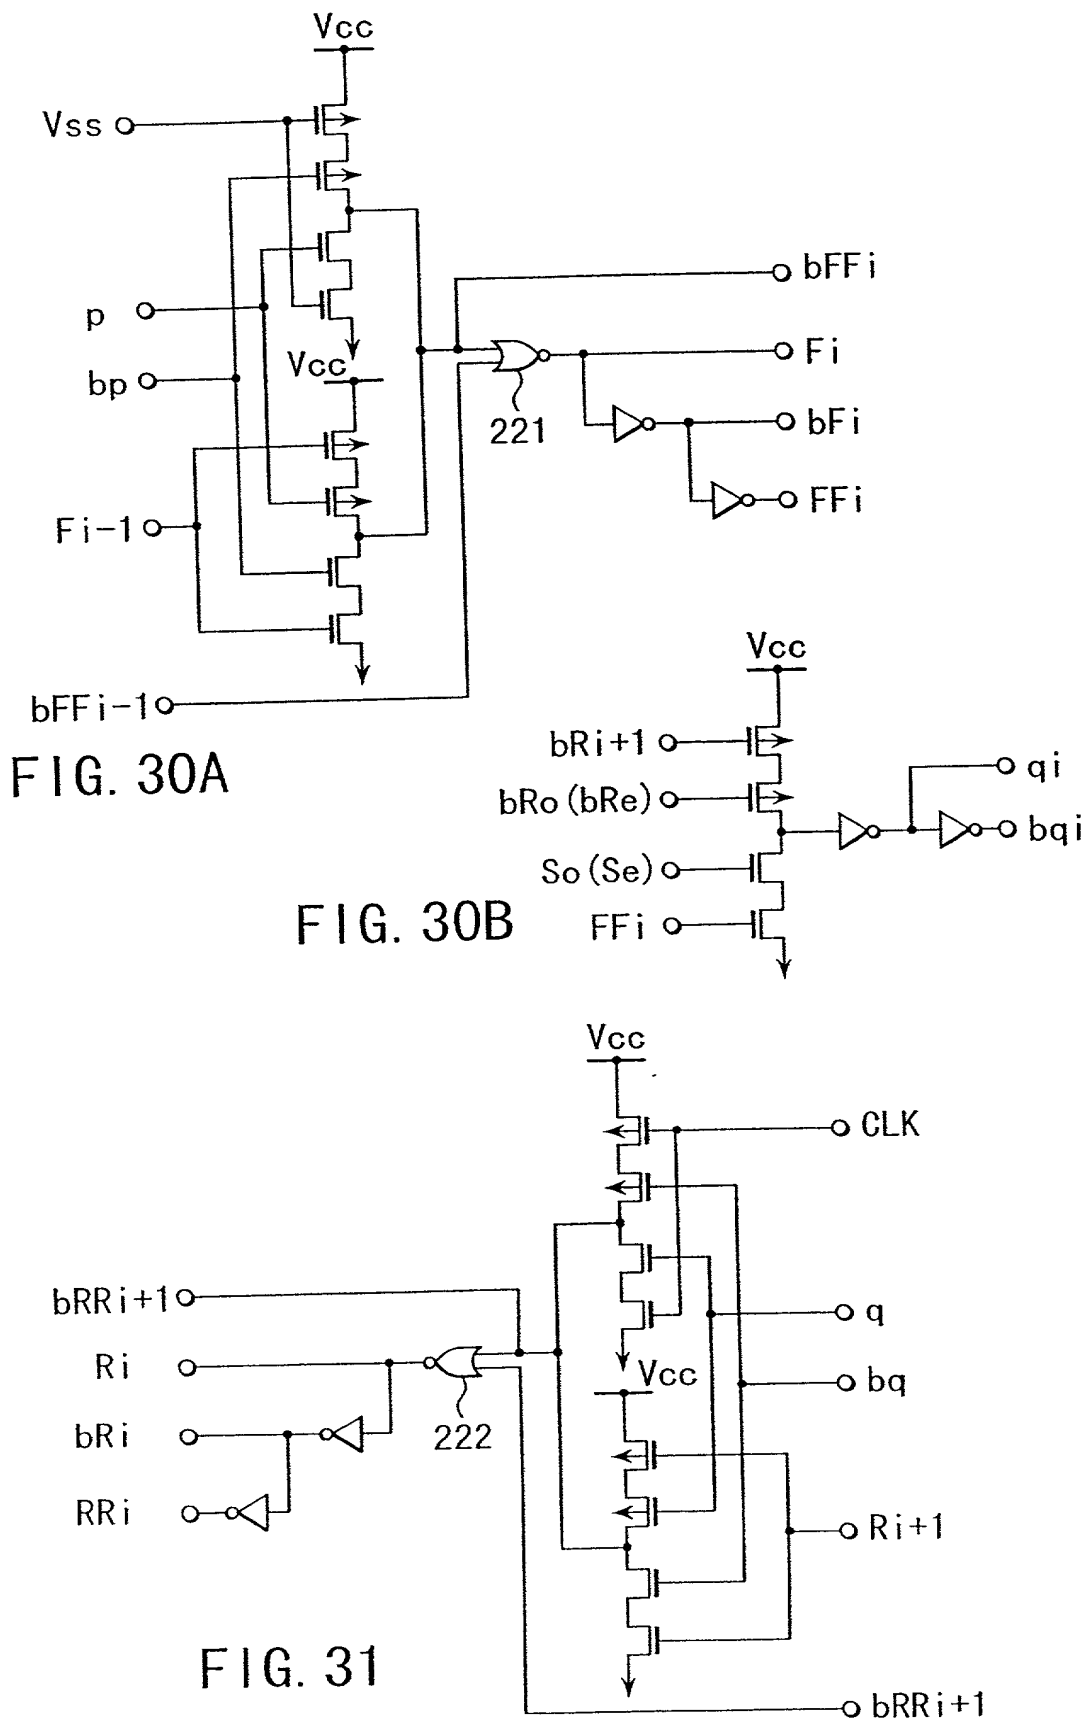 Vcc
Vss
p
bp
Vcc
Fi-1
bFFi-1
bFFi
Fi
221
bFi
FFi
FIG. 30A
Vcc
bRi+1
bRo(bRe)
So(Se)
FFi
qi
bqi
FIG. 30B
Vcc
CLK
bRRi+1
q
Ri
Vcc
bq
bRi
222
RRi
Ri+1
FIG. 31
bRRi+1